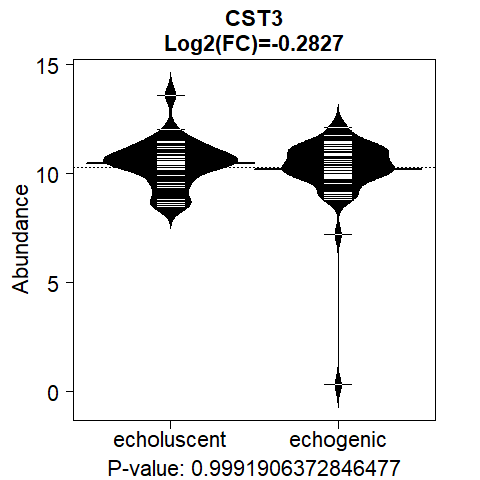 CST3
Log2(FC)=-0.2827
15
10
5
0
Abundance
echoluscent echogenic
P-value: 0.9991906372846477